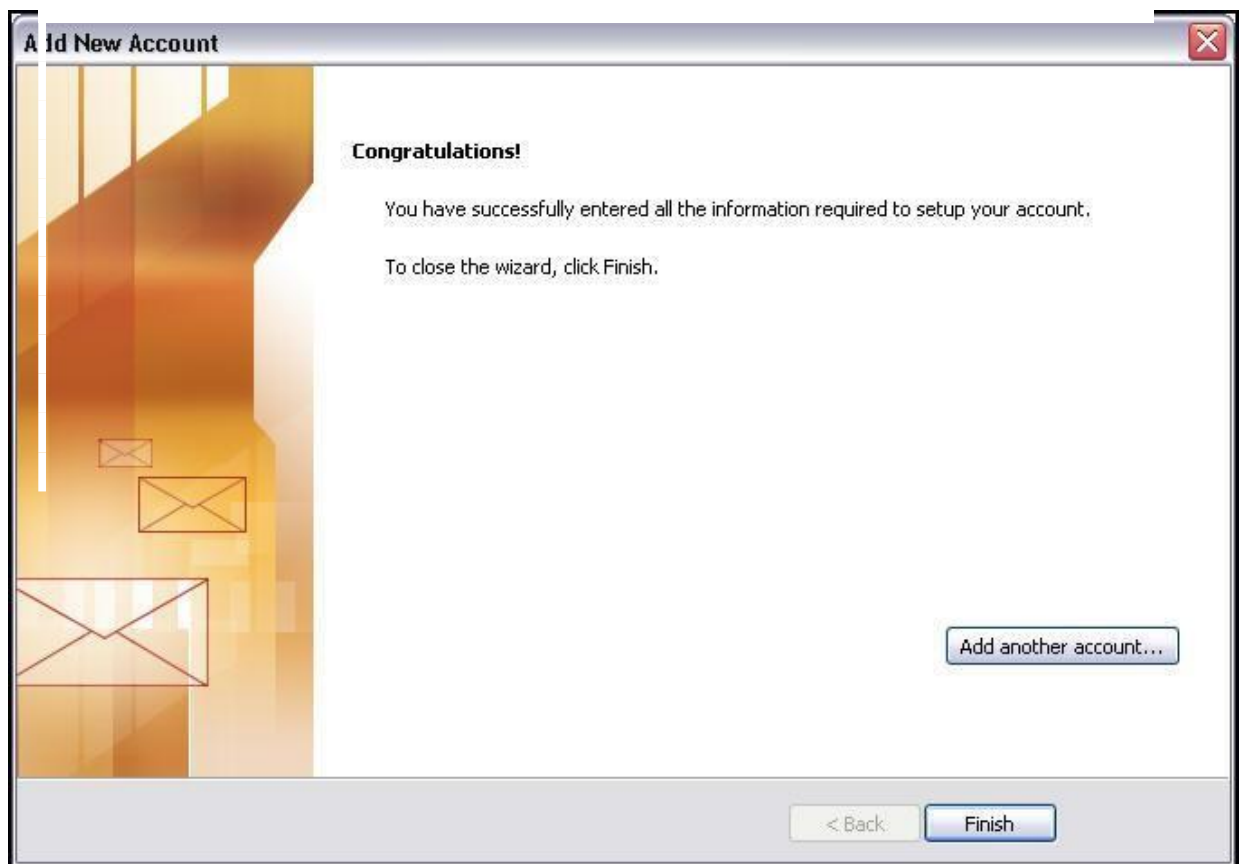 Add New Account
Congratulations!
You have successfully entered all the information required to setup your account.
To close the wizard, click Finish.
Add another account...
< Back
Finish